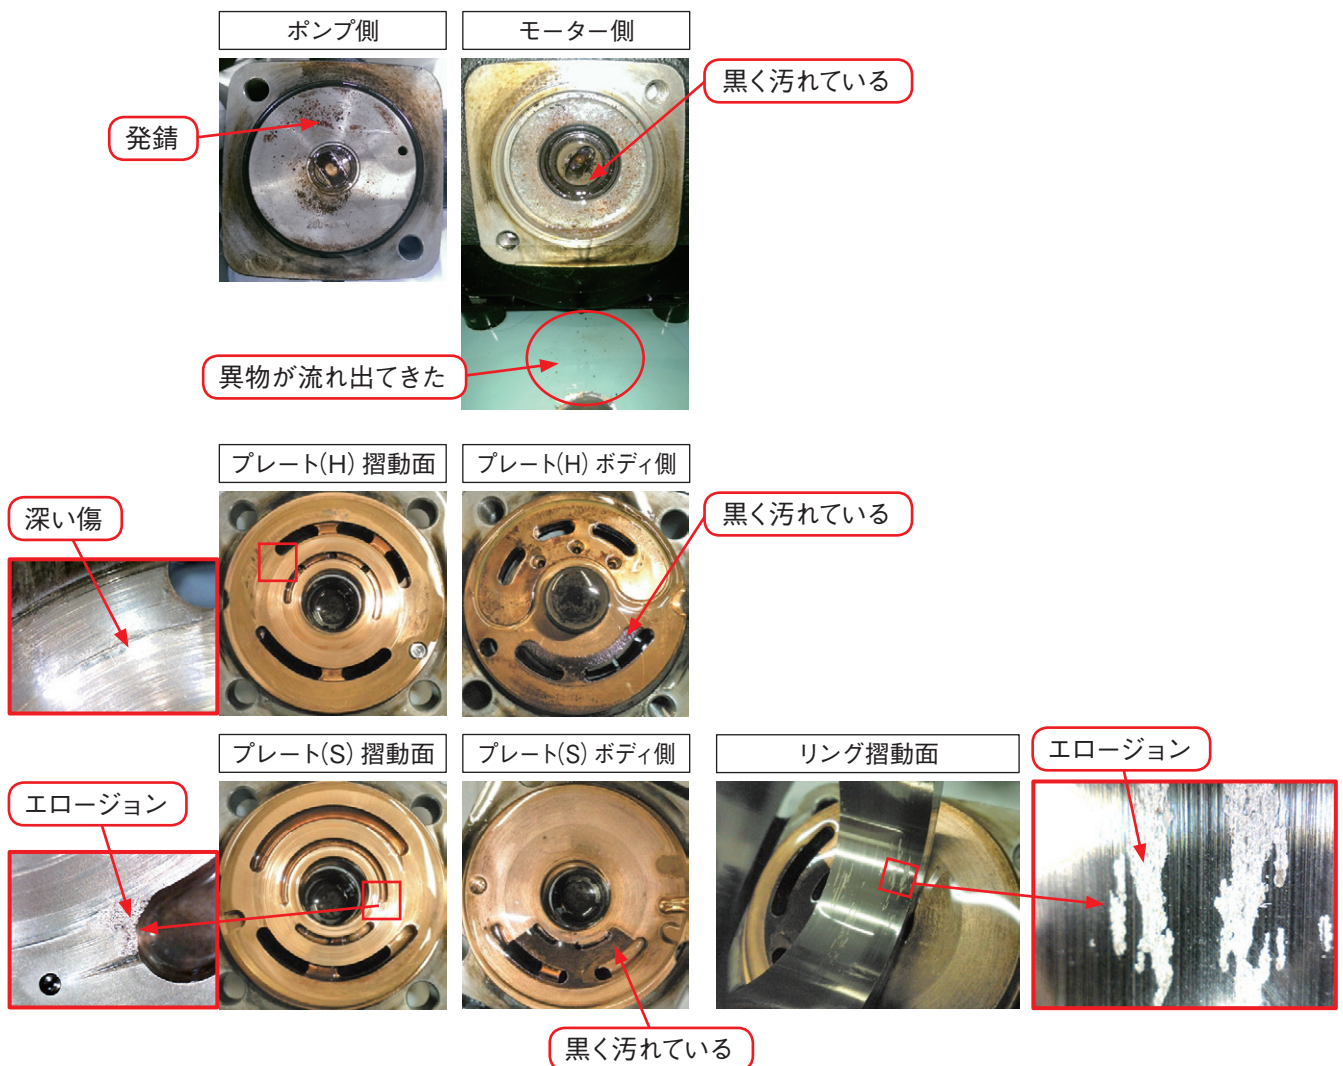 ポンプ側
モーター側
黒く汚れている
発錆
異物が流れ出てきた
プレート(H) 摺動面
プレート(H) ボディ側
深い傷
黒く汚れている
プレート(S) 摺動面
プレート(S) ボディ側
リング摺動面
エロージョン
エロージョン
黒く汚れている